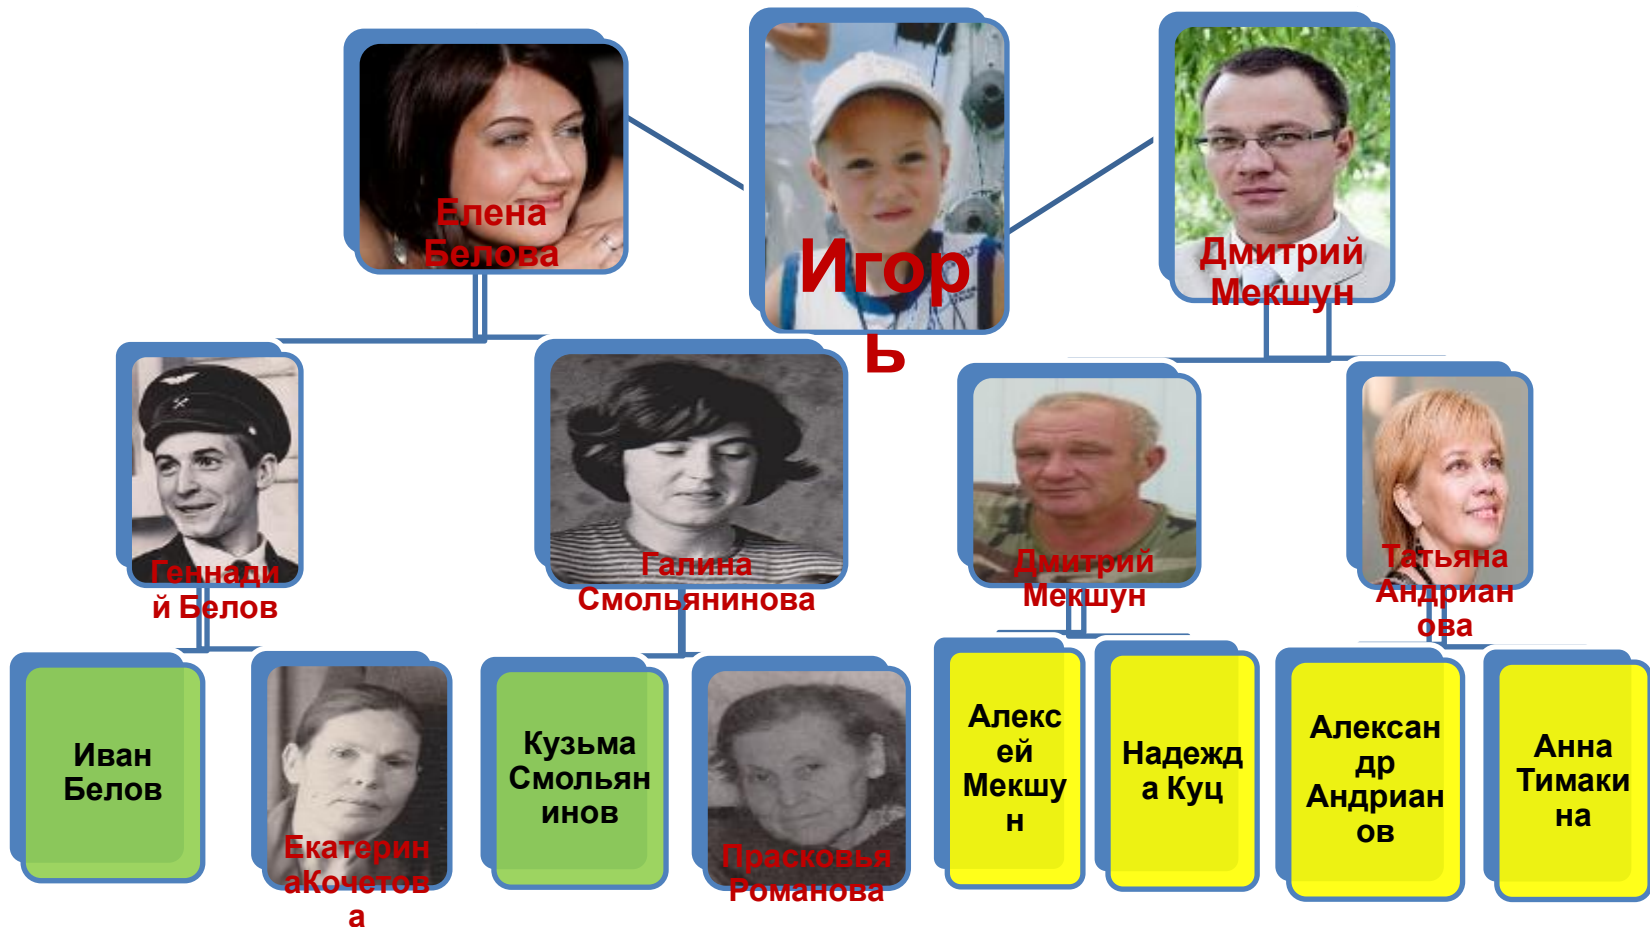 Елена
Белова
Игор
ь
Дмитрий
Мекшун
Геннади
й Белов
Галина
Смольянинова
Дмитрий
Мекшун
Татьяна
Андриан
ова
Иван
Белов
Екатерин
аКочетов
а
Кузьма
Смольян
инов
Прасковья
Романова
Алекс
ей
Мекшу
н
Надежд
а Куц
Алексан
др
Андриан
ов
Анна
Тимаки
на